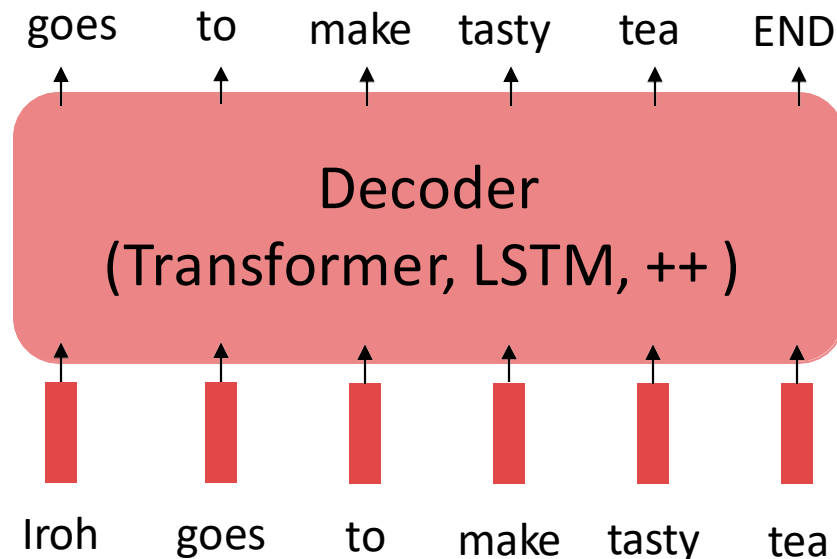 goes to make tasty tea END
Decoder
(Transformer, LSTM, ++ )
Iroh goes to make tasty tea